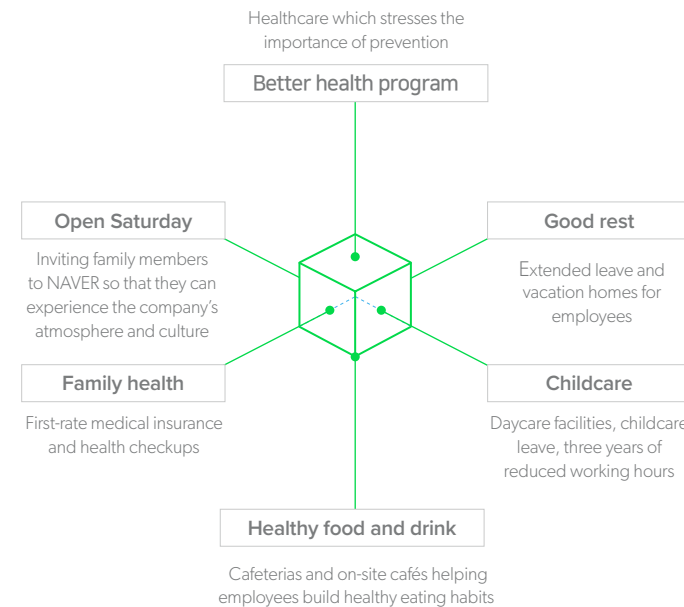 Healthcare which stresses the
importance of prevention
Better health program
Open Saturday
Inviting family members
to NAVER so that they can
experience the company's
atmosphere and culture
Good rest
Extended leave and
vacation homes for
employees
Family health
First-rate medical insurance
and health checkups
Childcare
Daycare facilities, childcare
leave, three years of
reduced working hours
Healthy food and drink
Cafeterias and on-site cafés helping
employees build healthy eating habits